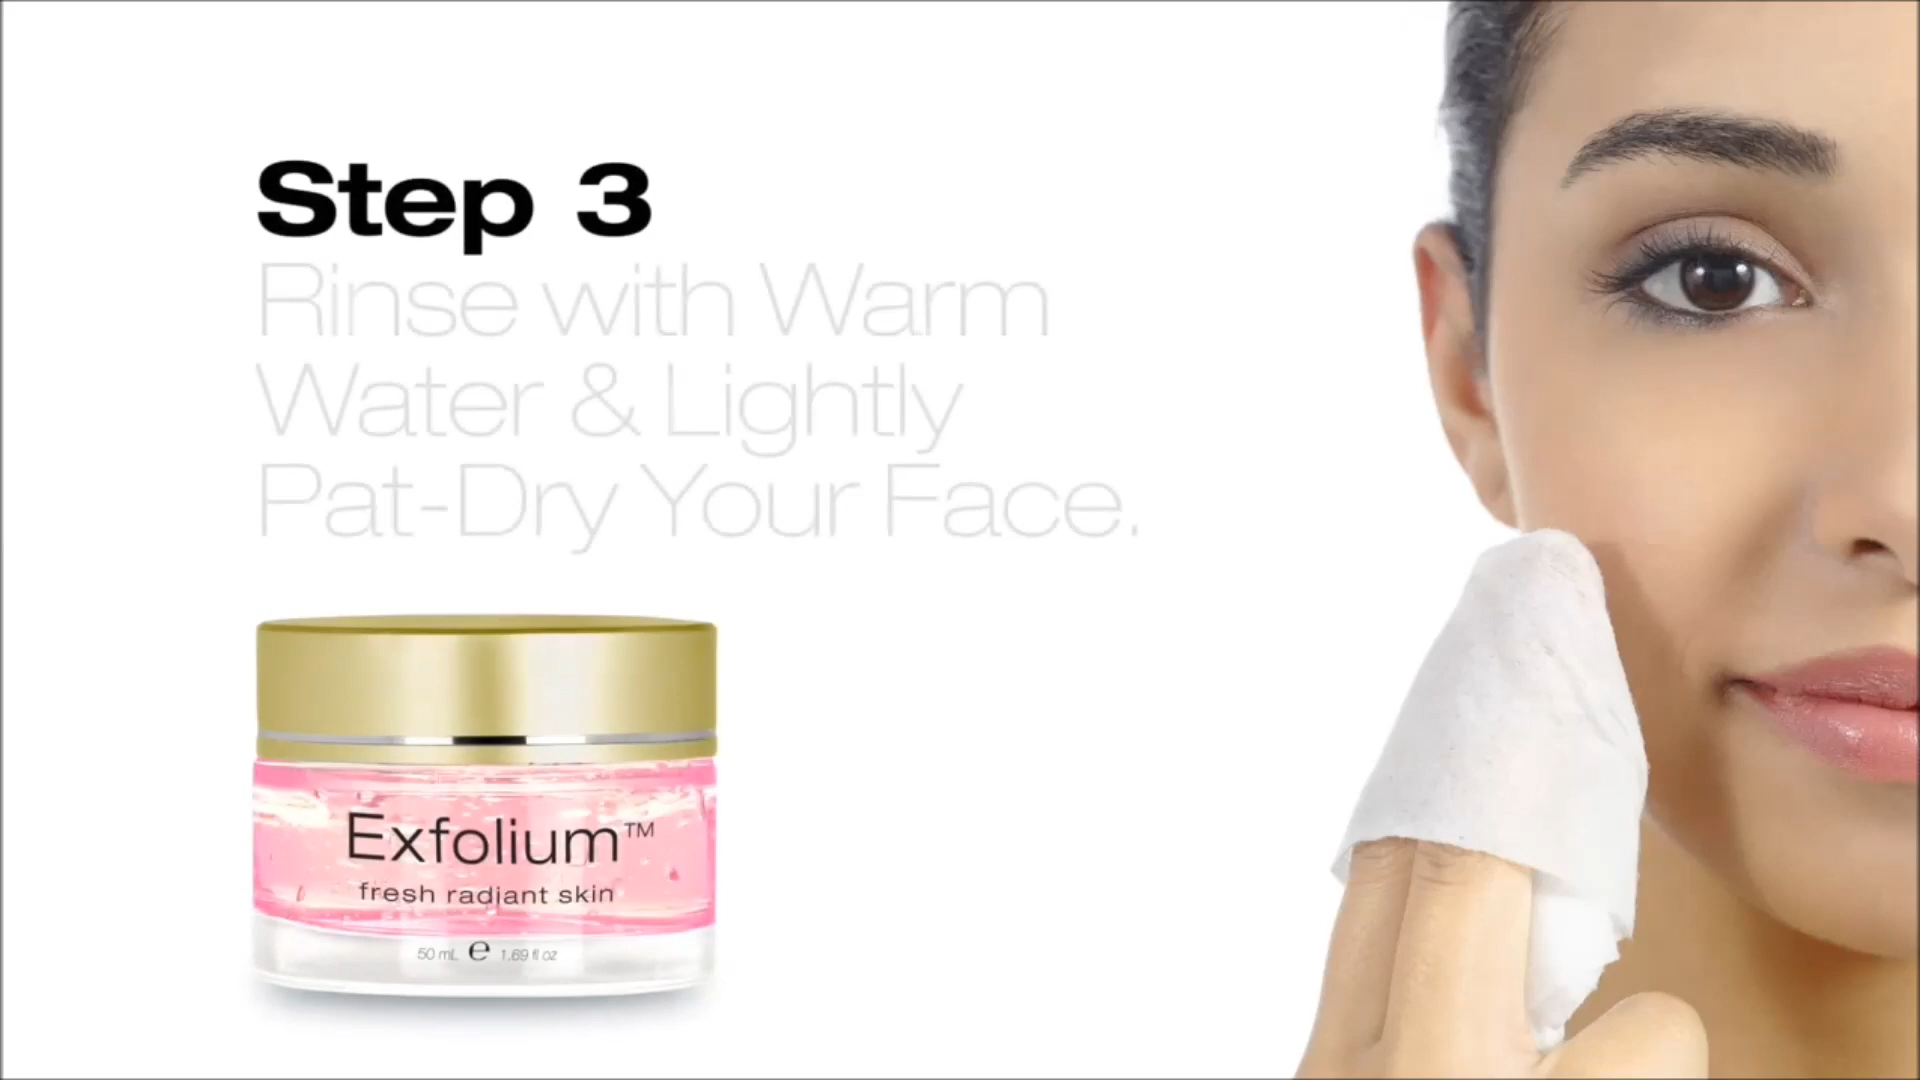 Step 3
Rinse with Warm
Water & Lightly
Pat-Dry Your Face.
Exfolium™
fresh radiant skin
50 mL e 1.69 fl oz